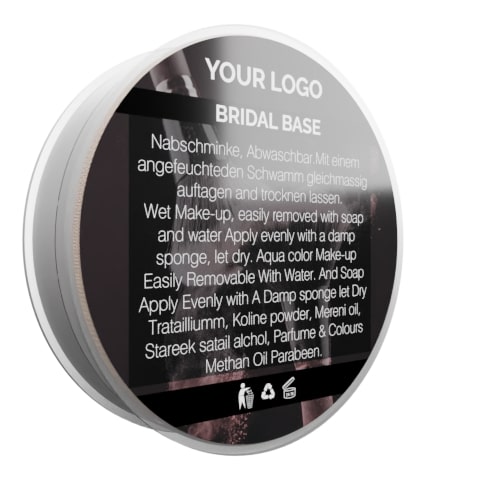 YOUR LOGO
BRIDAL BASE
Nabschminke, Abwaschbar.Mit einem
angefeuchteden Schwamm gleichmassig
auftagen and trocknen lassen.
Wet Make-up, easily removed with soap
and water Apply evenly with a damp
sponge, let dry. Aqua color Make-up
Easily Removable With Water. And Soap
Apply Evenly with A Damp sponge let Dry
Tratailliumm, Koline powder, Mereni oil,
Stareek satail alchol, Parfume & Colours
Methan Oil Parabeen.